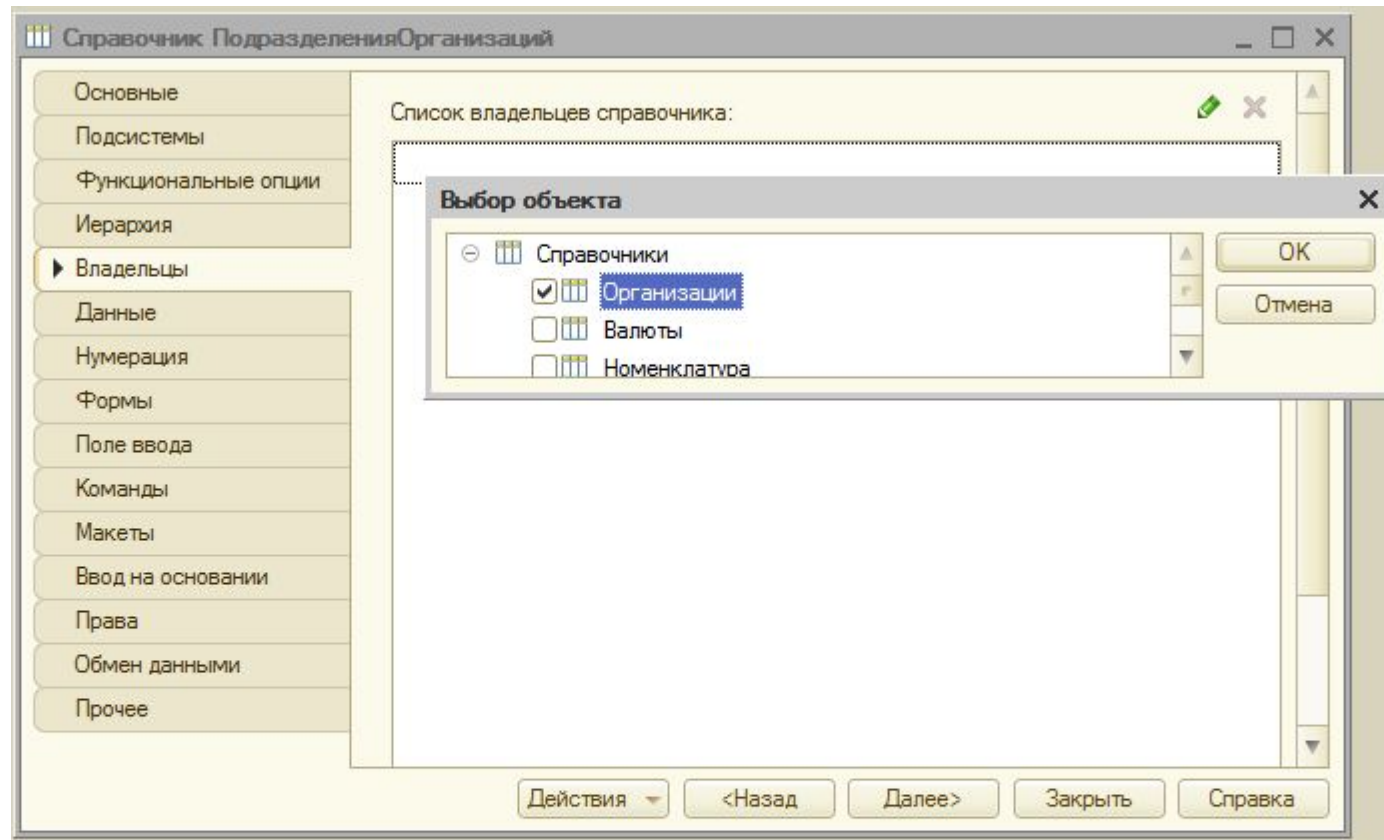 Справочник ПодразделенияОрганизаций
Основные
Подсистемы
Функциональные опции
Иерархия
Владельцы
Данные
Нумерация
Формы
Поле ввода
Команды
Макеты
Ввод на основании
Права
Обмен данными
Прочее
Список владельцев справочника:
Выбор объекта
Справочники
Организации
Валюты
Номенклатура
OK
Отмена
Действия
<Назад
Далее>
Закрыть
Справка